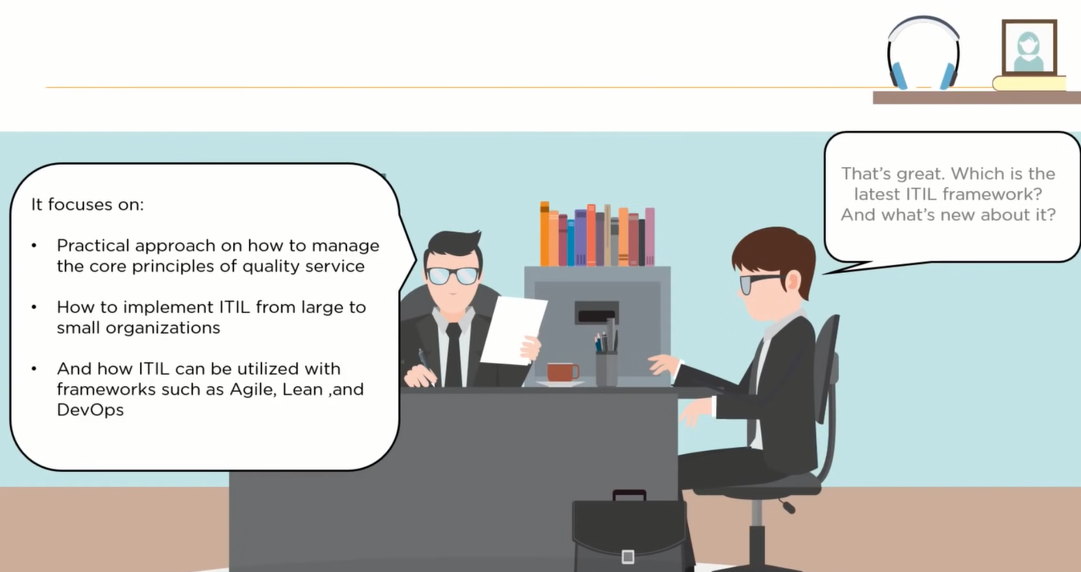 It focuses on:
• Practical approach on how to manage
the core principles of quality service
• How to implement ITIL from large to
small organizations
• And how ITIL can be utilized with
frameworks such as Agile, Lean ,and
DevOps
That's great. Which is the
latest ITIL framework?
And what's new about it?